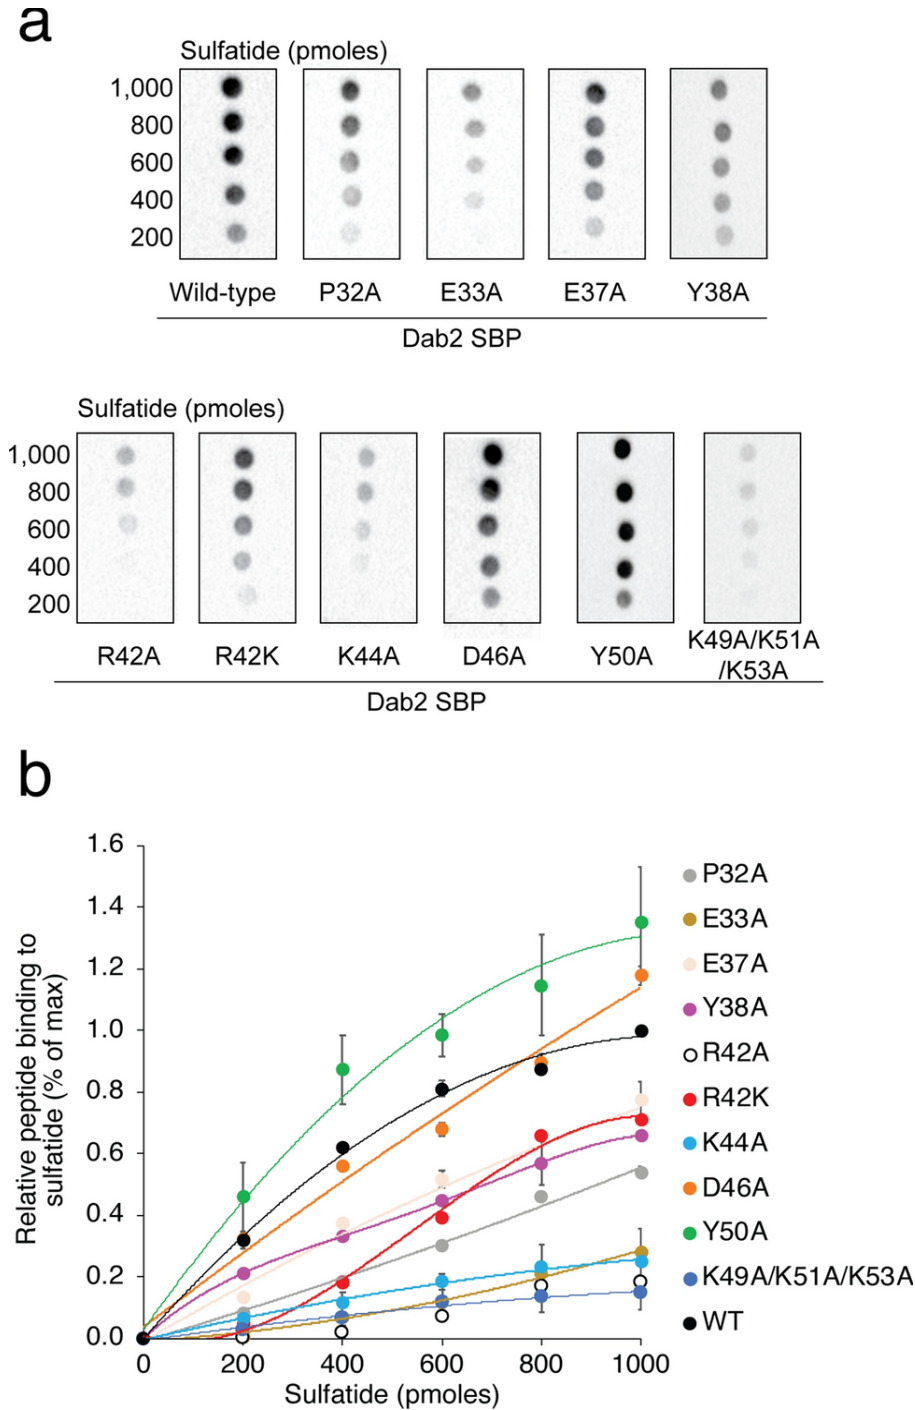 a
Sulfatide (pmoles)
1,000
800
600
400
200
Wild-type P32A E33A E37A Y38A
Dab2 SBP
Sulfatide (pmoles)
1,000
800
600
400
200
R42A R42K K44A D46A Y50A K49A/K51A
/K53A
Dab2 SBP
b
Relative peptide binding to
sulfatide (% of max)
1.6
1.4
1.2
1.0
0.8
0.6
0.4
0.2
0.0
0 200 400 600 800 1000
Sulfatide (pmoles)
P32A
E33A
E37A
Y38A
R42A
R42K
K44A
D46A
Y50A
K49A/K51A/K53A
WT